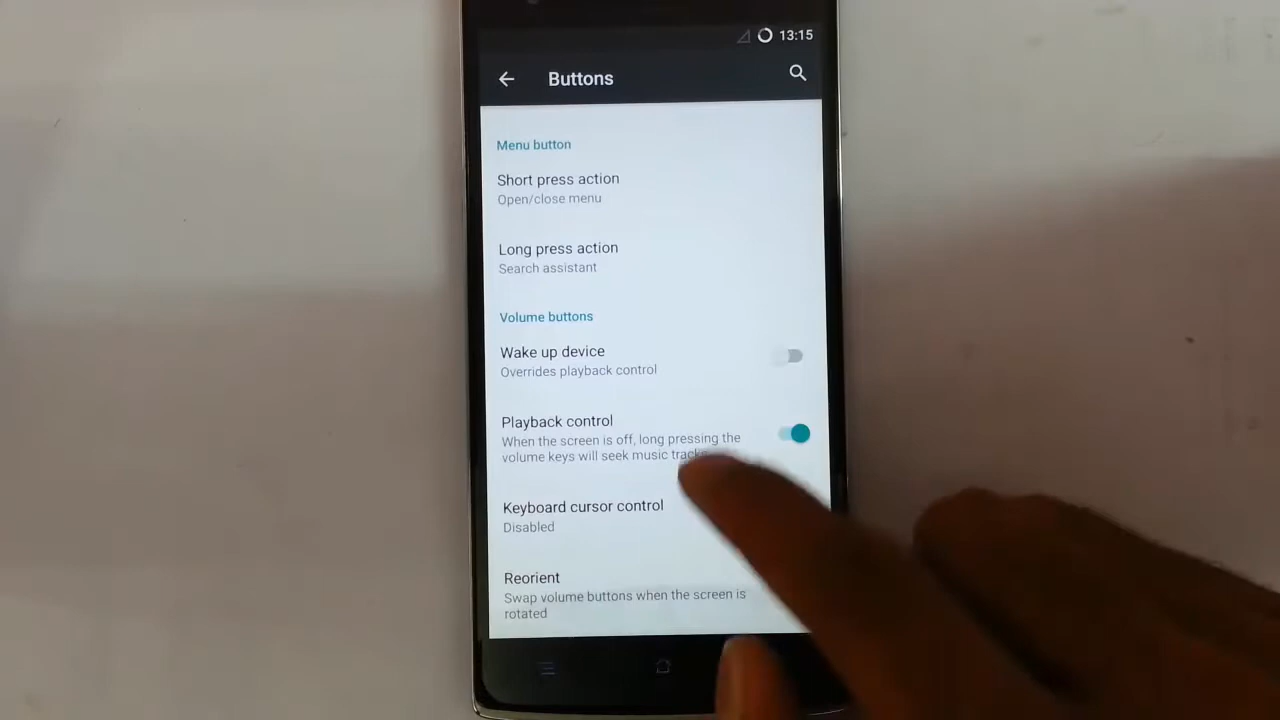 13:15
Buttons
Menu button
Short press action
Open/close menu
Long press action
Search assistant
Volume buttons
Wake up device
Overrides playback control
Playback control
When the screen is off, long pressing the
volume keys will seek music tracks
Keyboard cursor control
Disabled
Reorient
Swap volume buttons when the screen is
rotated